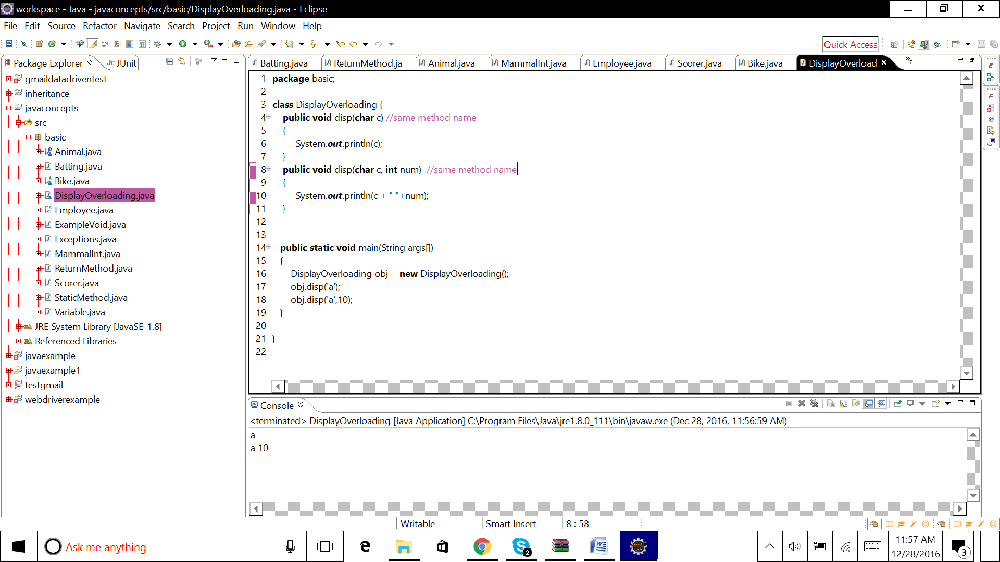 workspace - Java - javaconcepts/src/basic/DisplayOverloading.java - Eclipse
File Edit Source Refactor Navigate Search Project Run Window Help
Quick Access
Package Explorer
JUnit
gmaildatadriventest
inheritance
javaconcepts
src
basic
Animal.java
Batting.java
Bike.java
DisplayOverloading.java
Employee.java
ExampleVoid.java
Exceptions.java
MammalInt.java
ReturnMethod.java
Scorer.java
StaticMethod.java
Variable.java
JRE System Library [JavaSE-1.8]
Referenced Libraries
javaexample
javaexample1
testgmail
webdriverexample
Batting.java ReturnMethod.ja Animal.java MammalInt.java Employee.java Scorer.java Bike.java DisplayOverload »7
1 package basic;
2
3 class DisplayOverloading {
4 public void disp(char c) //same method name
5 {
6 System.out.println(c);
7 }
8 public void disp(char c, int num) //same method name
9 {
10 System.out.println(c + " "+num);
11 }
12
13
14 public static void main(String args[])
15 {
16 DisplayOverloading obj = new DisplayOverloading();
17 obj.disp('a');
18 obj.disp('a',10);
19 }
20
21 }
22
Console
<terminated> DisplayOverloading [Java Application] C:\Program Files\Java\jre1.8.0_111\bin\javaw.exe (Dec 28, 2016, 11:56:59 AM)
a
a 10
Writable Smart Insert 8 : 58
Ask me anything
2
Java EE
IDE
11:57 AM
12/28/2016
3